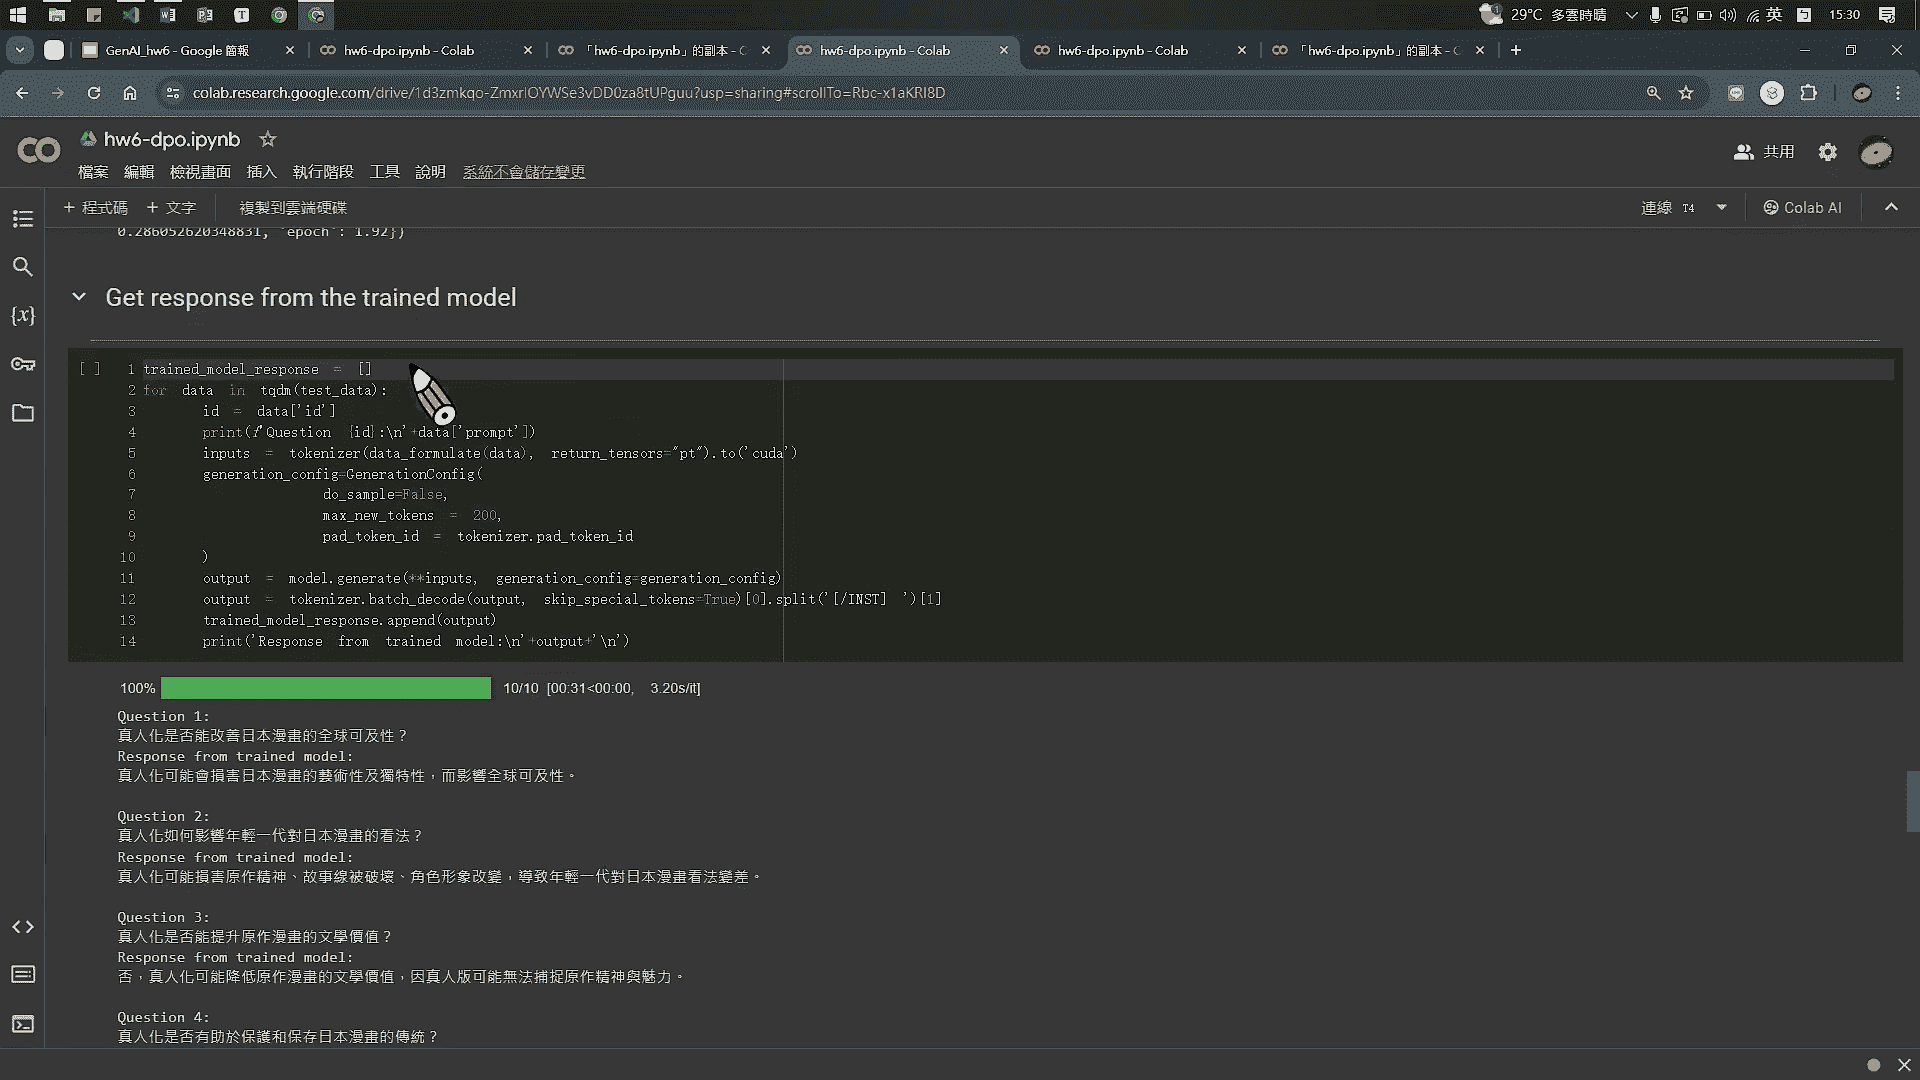 29°C 多雲時晴
英
15:30
GenAI_hw6 - Google 簡報
hw6-dpo.ipynb - Colab
「hw6-dpo.ipynb」的副本 - C
hw6-dpo.ipynb - Colab
hw6-dpo.ipynb - Colab
「hw6-dpo.ipynb」的副本 - C
colab.research.google.com/drive/1d3zmkqo-ZmxrIOYWSe3vDD0za8tUPguu?usp=sharing#scrollTo=Rbc-x1aKRI8D
hw6-dpo.ipynb
共用
檔案 編輯 檢視畫面 插入 執行階段 工具 說明 系統不會儲存變更
+ 程式碼 + 文字 複製到雲端硬碟
連線 T4
Colab AI
0.286052620348831, 'epoch': 1.92})
Get response from the trained model
[ ]
1 trained_model_response = []
2 for data in tqdm(test_data):
3 id = data['id']
4 print(f'Question {id}:\n'+data['prompt'])
5 inputs = tokenizer(data_formulate(data), return_tensors="pt").to('cuda')
6 generation_config=GenerationConfig(
7 do_sample=False,
8 max_new_tokens = 200,
9 pad_token_id = tokenizer.pad_token_id
10 )
11 output = model.generate(**inputs, generation_config=generation_config)
12 output = tokenizer.batch_decode(output, skip_special_tokens=True)[0].split('[/INST] ')[1]
13 trained_model_response.append(output)
14 print('Response from trained model:\n'+output+'\n')
100% 10/10 [00:31<00:00, 3.20s/it]
Question 1:
真人化是否能改善日本漫畫的全球可及性？
Response from trained model:
真人化可能會損害日本漫畫的藝術性及獨特性，而影響全球可及性。
Question 2:
真人化如何影響年輕一代對日本漫畫的看法？
Response from trained model:
真人化可能損害原作精神、故事線被破壞、角色形象改變，導致年輕一代對日本漫畫看法變差。
Question 3:
真人化是否能提升原作漫畫的文學價值？
Response from trained model:
否，真人化可能降低原作漫畫的文學價值，因真人版可能無法捕捉原作精神與魅力。
Question 4:
真人化是否有助於保護和保存日本漫畫的傳統？